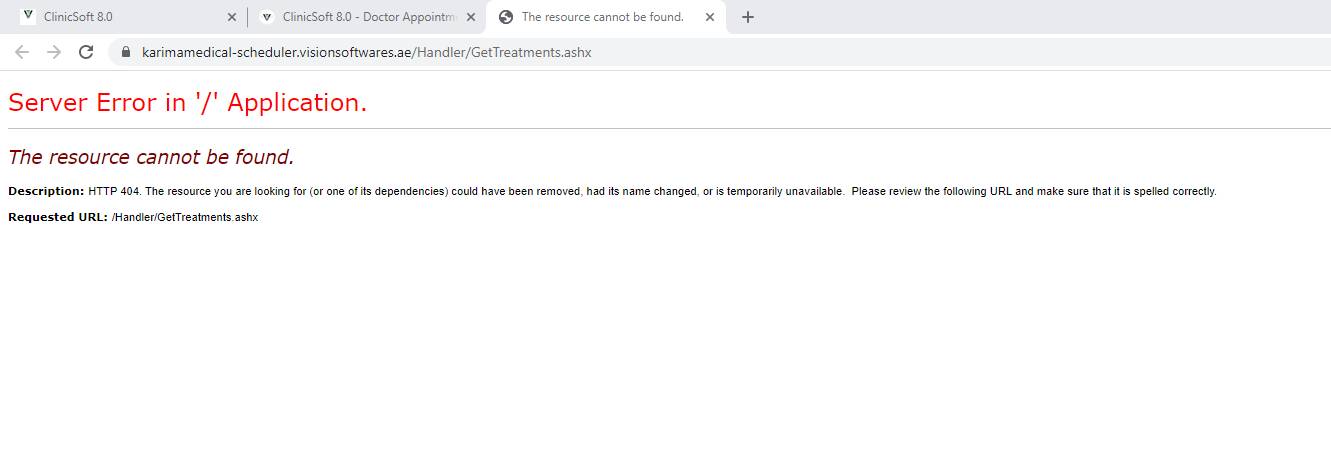 ClinicSoft 8.0
ClinicSoft 8.0 - Doctor Appointm
The resource cannot be found.
karimamedical-scheduler.visionsoftwares.ae/Handler/GetTreatments.ashx
Server Error in '/' Application.
The resource cannot be found.
Description: HTTP 404. The resource you are looking for (or one of its dependencies) could have been removed, had its name changed, or is temporarily unavailable.  Please review the following URL and make sure that it is spelled correctly.
Requested URL: /Handler/GetTreatments.ashx